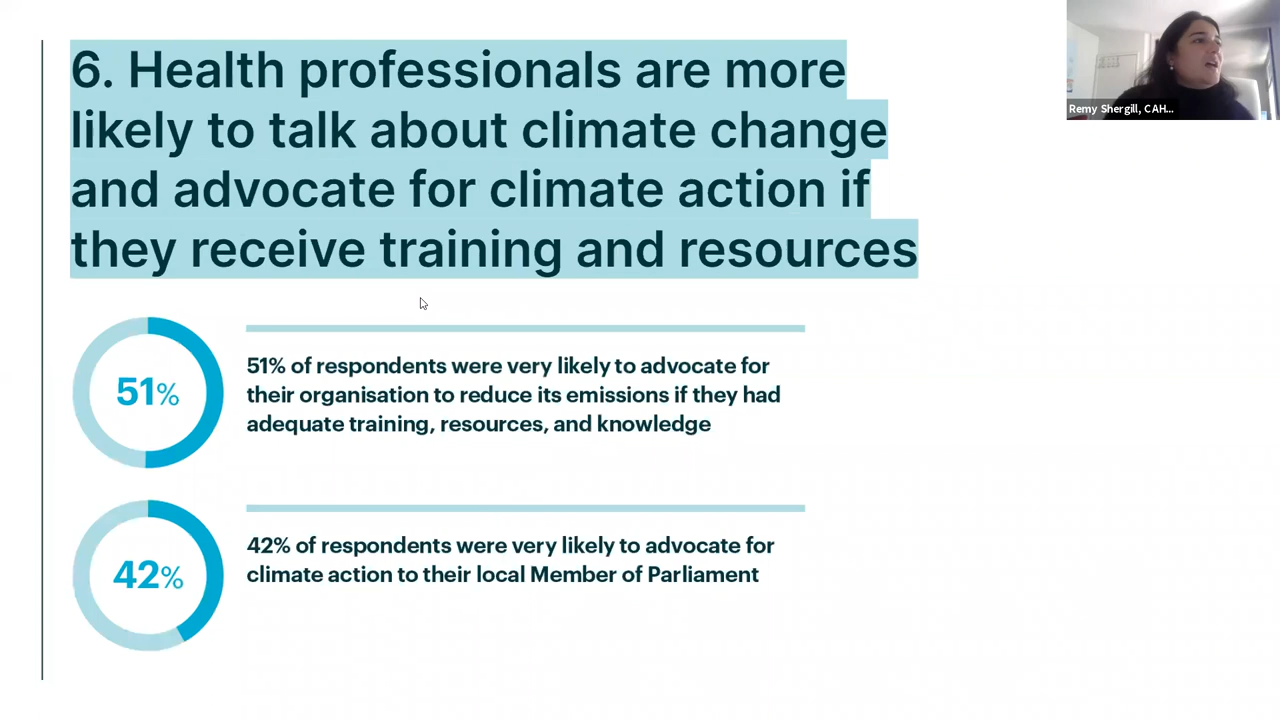 6. Health professionals are more
likely to talk about climate change
and advocate for climate action if
they receive training and resources
Remy Shergill, CAH...
51%
51% of respondents were very likely to advocate for
their organisation to reduce its emissions if they had
adequate training, resources, and knowledge
42%
42% of respondents were very likely to advocate for
climate action to their local Member of Parliament